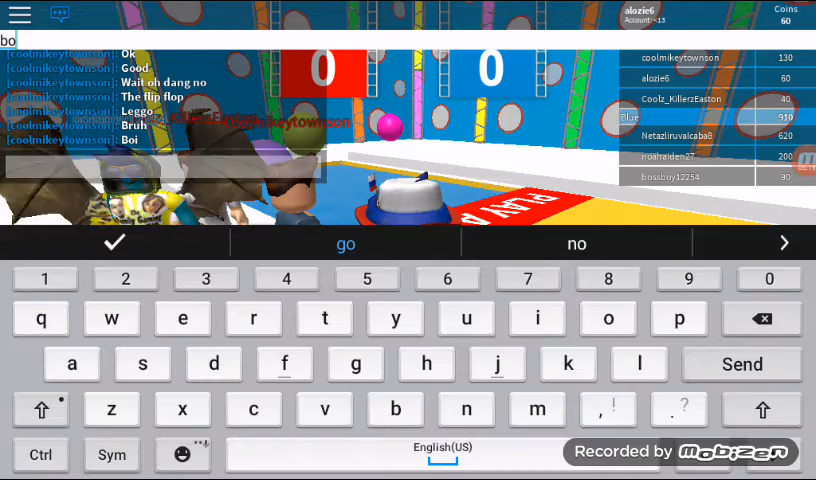 alozie6
Account: <13
Coins
60
bo
[coolmikeytownson]: Ok
[coolmikeytownson]: Good
[coolmikeytownson]: Wait oh dang no
[coolmikeytownson]: The flip flop
[coolmikeytownson]: Leggo
[coolmikeytownson]: Bruh
[coolmikeytownson]: Boi
0
0
coolmikeytownson 130
alozie6 60
Coolz_KillerzEaston 40
Blue 910
Netazliruvalcaba8 620
noahaiden27 200
bossboy12254 90
PLAY
go
no
1 2 3 4 5 6 7 8 9 0
q w e r t y u i o p
a s d f g h j k l Send
z x c v b n m , ! . ?
Ctrl Sym English(US)
Recorded by Mobizen